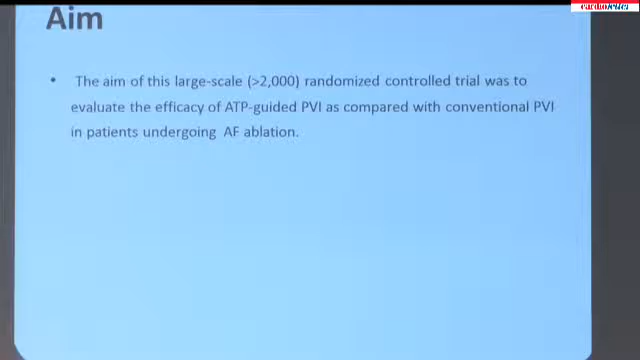 cardioletter
Aim
• The aim of this large-scale (>2,000) randomized controlled trial was to
evaluate the efficacy of ATP-guided PVI as compared with conventional PVI
in patients undergoing AF ablation.